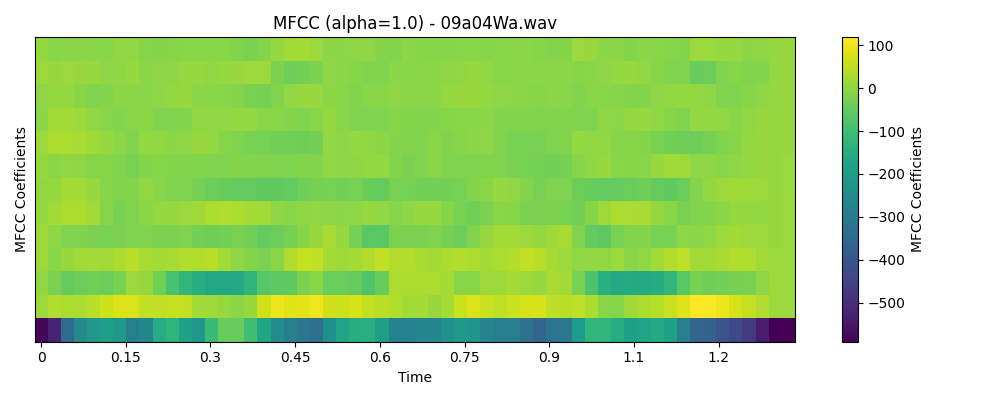 MFCC (alpha=1.0) - 09a04Wa.wav
MFCC Coefficients
0 0.15 0.3 0.45 0.6 0.75 0.9 1.1 1.2
Time
100
0
−100
−200
−300
−400
−500
MFCC Coefficients